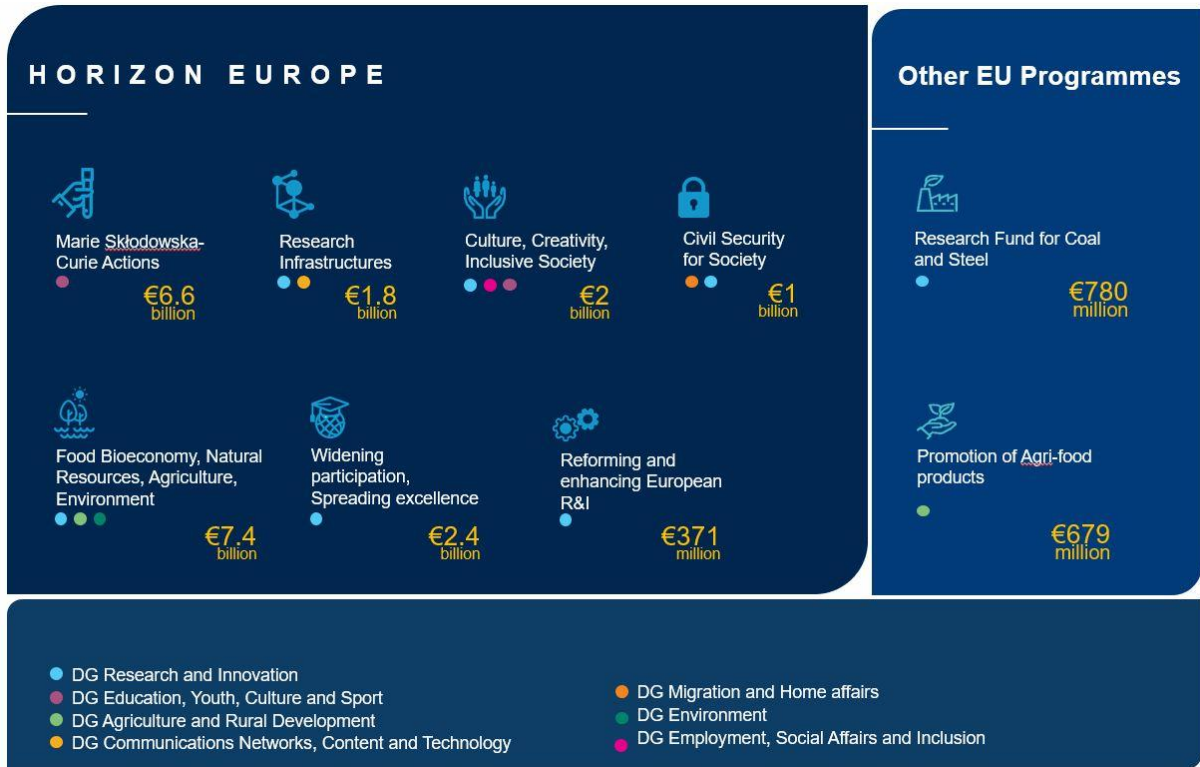 HORIZON EUROPE
Marie Skłodowska-
Curie Actions
€6.6
billion
Research
Infrastructures
€1.8
billion
Culture, Creativity,
Inclusive Society
€2
billion
Civil Security
for Society
€1
billion
Food Bioeconomy, Natural
Resources, Agriculture,
Environment
€7.4
billion
Widening
participation,
Spreading excellence
€2.4
billion
Reforming and
enhancing European
R&I
€371
million
Other EU Programmes
Research Fund for Coal
and Steel
€780
million
Promotion of Agri-food
products
€679
million
DG Research and Innovation
DG Education, Youth, Culture and Sport
DG Agriculture and Rural Development
DG Communications Networks, Content and Technology
DG Migration and Home affairs
DG Environment
DG Employment, Social Affairs and Inclusion